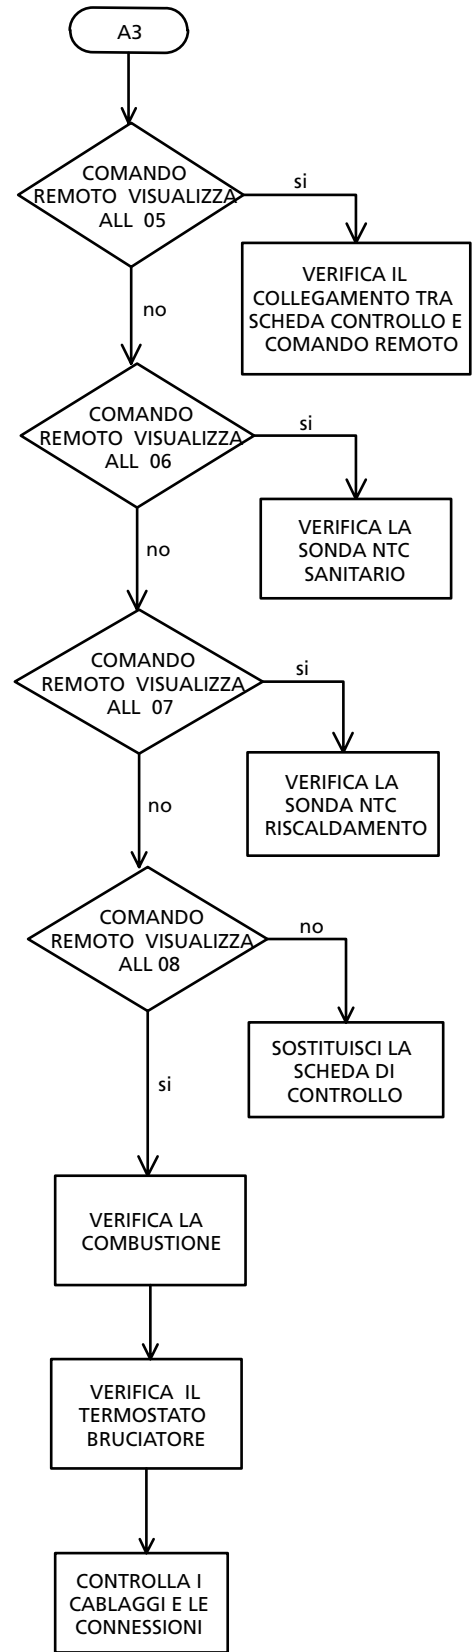 A3
COMANDO
REMOTO VISUALIZZA
ALL 05
si
VERIFICA IL
COLLEGAMENTO TRA
SCHEDA CONTROLLO E
COMANDO REMOTO
no
COMANDO
REMOTO VISUALIZZA
ALL 06
si
VERIFICA LA
SONDA NTC
SANITARIO
no
COMANDO
REMOTO VISUALIZZA
ALL 07
si
VERIFICA LA
SONDA NTC
RISCALDAMENTO
no
COMANDO
REMOTO VISUALIZZA
ALL 08
no
SOSTITUISCI LA
SCHEDA DI
CONTROLLO
si
VERIFICA LA
COMBUSTIONE
VERIFICA IL
TERMOSTATO
BRUCIATORE
CONTROLLA I
CABLAGGI E LE
CONNESSIONI